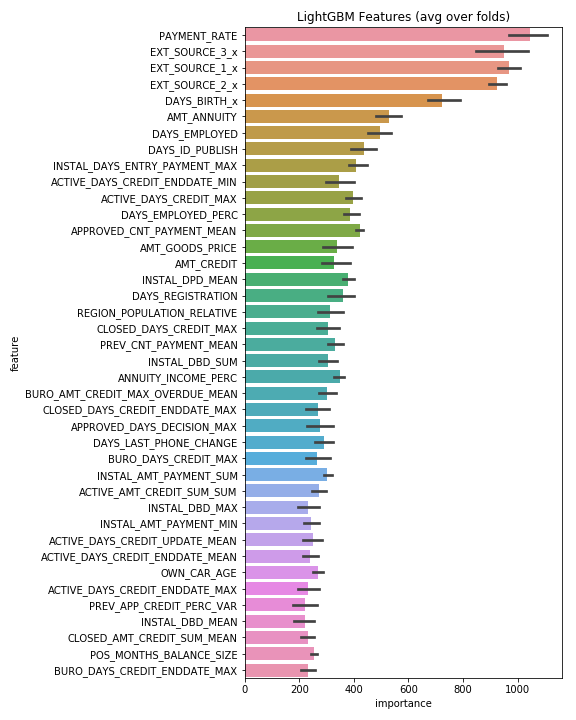 LightGBM Features (avg over folds)
feature
PAYMENT_RATE
EXT_SOURCE_3_x
EXT_SOURCE_1_x
EXT_SOURCE_2_x
DAYS_BIRTH_x
AMT_ANNUITY
DAYS_EMPLOYED
DAYS_ID_PUBLISH
INSTAL_DAYS_ENTRY_PAYMENT_MAX
ACTIVE_DAYS_CREDIT_ENDDATE_MIN
ACTIVE_DAYS_CREDIT_MAX
DAYS_EMPLOYED_PERC
APPROVED_CNT_PAYMENT_MEAN
AMT_GOODS_PRICE
AMT_CREDIT
INSTAL_DPD_MEAN
DAYS_REGISTRATION
REGION_POPULATION_RELATIVE
CLOSED_DAYS_CREDIT_MAX
PREV_CNT_PAYMENT_MEAN
INSTAL_DBD_SUM
ANNUITY_INCOME_PERC
BURO_AMT_CREDIT_MAX_OVERDUE_MEAN
CLOSED_DAYS_CREDIT_ENDDATE_MAX
APPROVED_DAYS_DECISION_MAX
DAYS_LAST_PHONE_CHANGE
BURO_DAYS_CREDIT_MAX
INSTAL_AMT_PAYMENT_SUM
ACTIVE_AMT_CREDIT_SUM_SUM
INSTAL_DBD_MAX
INSTAL_AMT_PAYMENT_MIN
ACTIVE_DAYS_CREDIT_UPDATE_MEAN
ACTIVE_DAYS_CREDIT_ENDDATE_MEAN
OWN_CAR_AGE
ACTIVE_DAYS_CREDIT_ENDDATE_MAX
PREV_APP_CREDIT_PERC_VAR
INSTAL_DBD_MEAN
CLOSED_AMT_CREDIT_SUM_MEAN
POS_MONTHS_BALANCE_SIZE
BURO_DAYS_CREDIT_ENDDATE_MAX
0 200 400 600 800 1000
importance